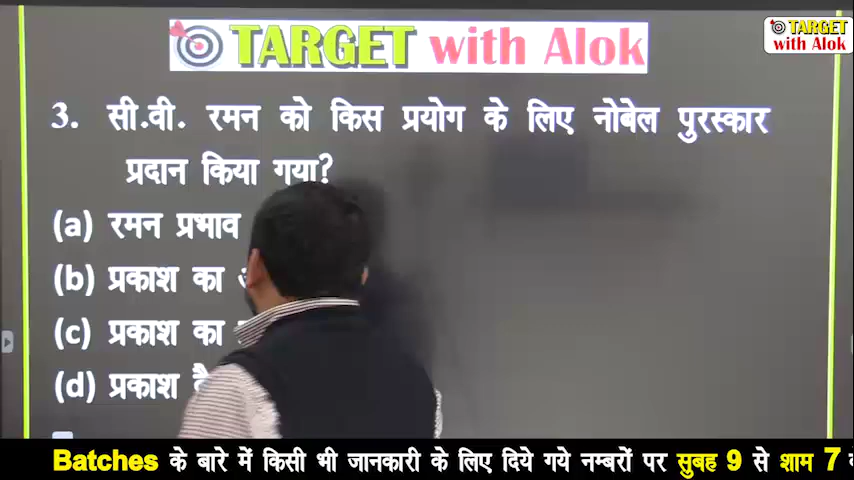 TARGET with Alok
TARGET
with Alok
3. सी.वी. रमन को किस प्रयोग के लिए नोबेल पुरस्कार
प्रदान किया गया?
(a) रमन प्रभाव
(b) प्रकाश का
(c) प्रकाश का
(d) प्रकाश
Batches के बारे में किसी भी जानकारी के लिए दिये गये नम्बरों पर सुबह 9 से शाम 7